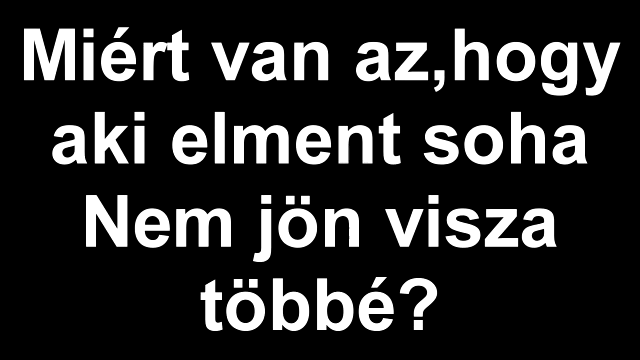 Miért van az,hogy
aki elment soha
Nem jön visza
többé?